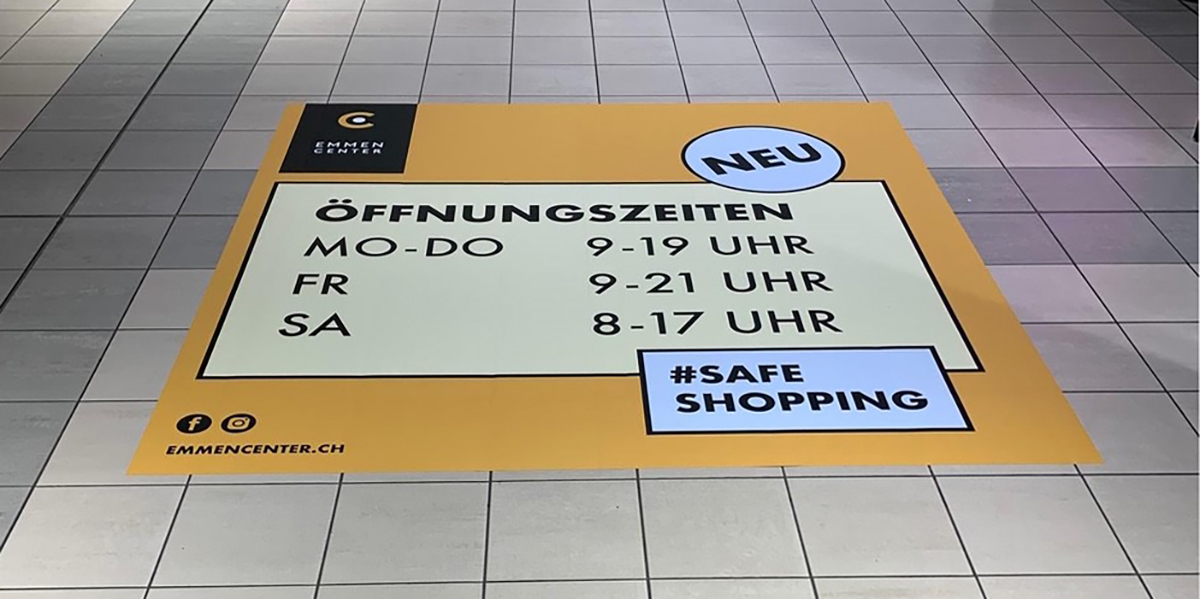 EMMEN
CENTER
NEU
ÖFFNUNGSZEITEN
MO-DO 9-19 UHR
FR 9-21 UHR
SA 8-17 UHR
#SAFE
SHOPPING
EMMENCENTER.CH